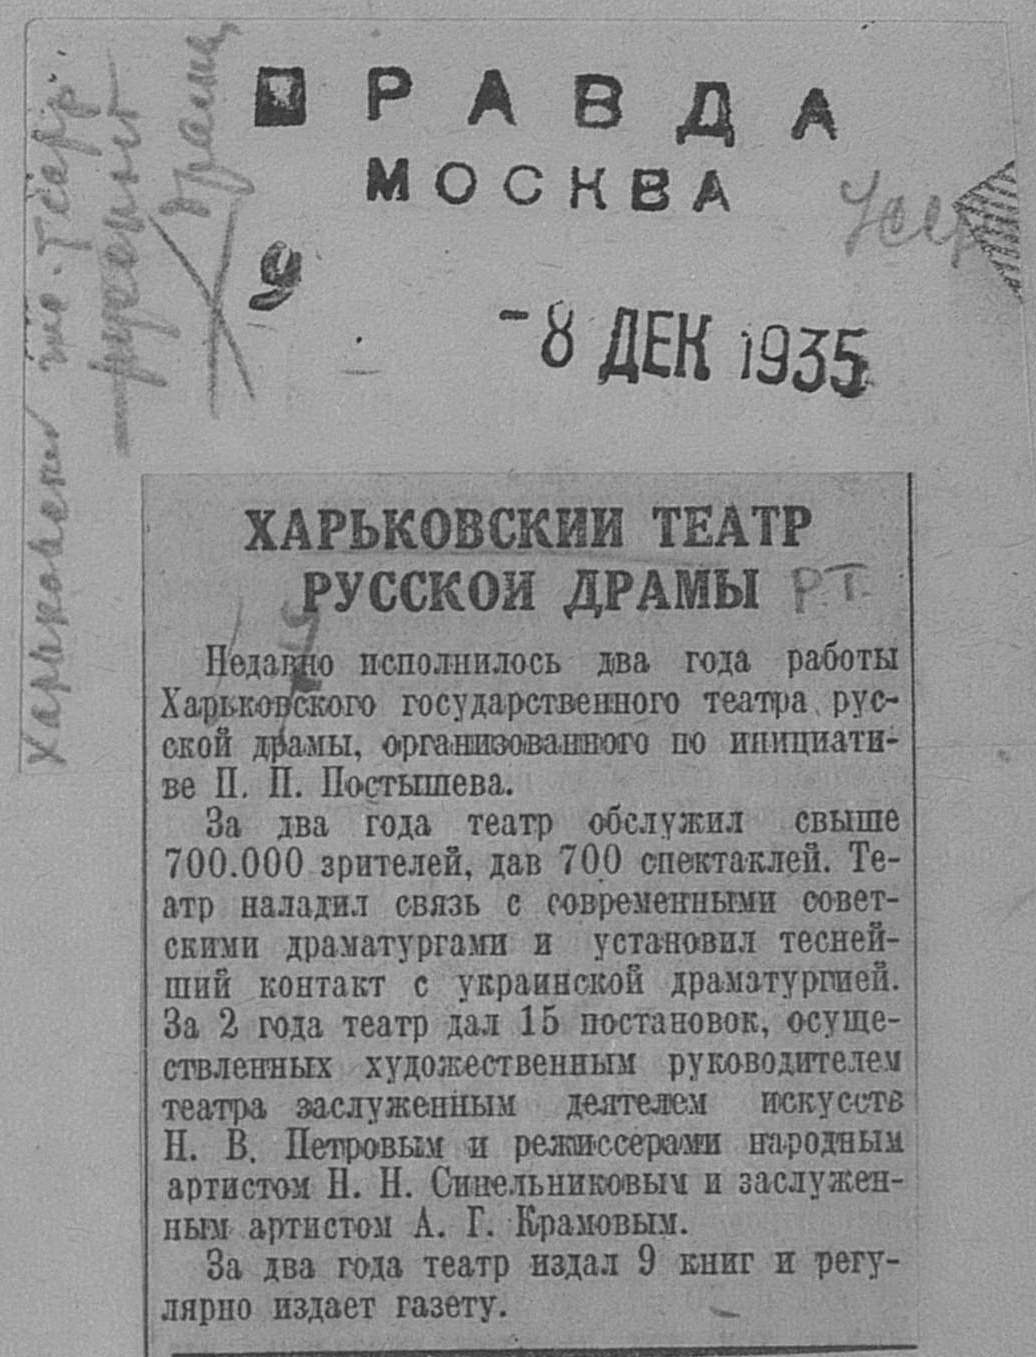 ПРАВДА
МОСКВА
9
-8 ДЕК 1935
Харьковский
драма
ХАРЬКОВСКИЙ ТЕАТР
РУССКОЙ ДРАМЫ Р.Т.
Недавно исполнилось два года работы
Харьковского государственного театра рус-
ской драмы, организованного по инициати-
ве П. П. Постышева.
За два года театр обслужил свыше
700.000 зрителей, дав 700 спектаклей. Те-
атр наладил связь с современными совет-
скими драматургами и установил тесней-
ший контакт с украинской драматургией.
За 2 года театр дал 15 постановок, осуще-
ствленных художественным руководителем
театра заслуженным деятелем искусств
Н. В. Петровым и режиссерами народным
артистом Н. Н. Синельниковым и заслужен-
ным артистом А. Г. Крамовым.
За два года театр издал 9 книг и регу-
лярно издает газету.